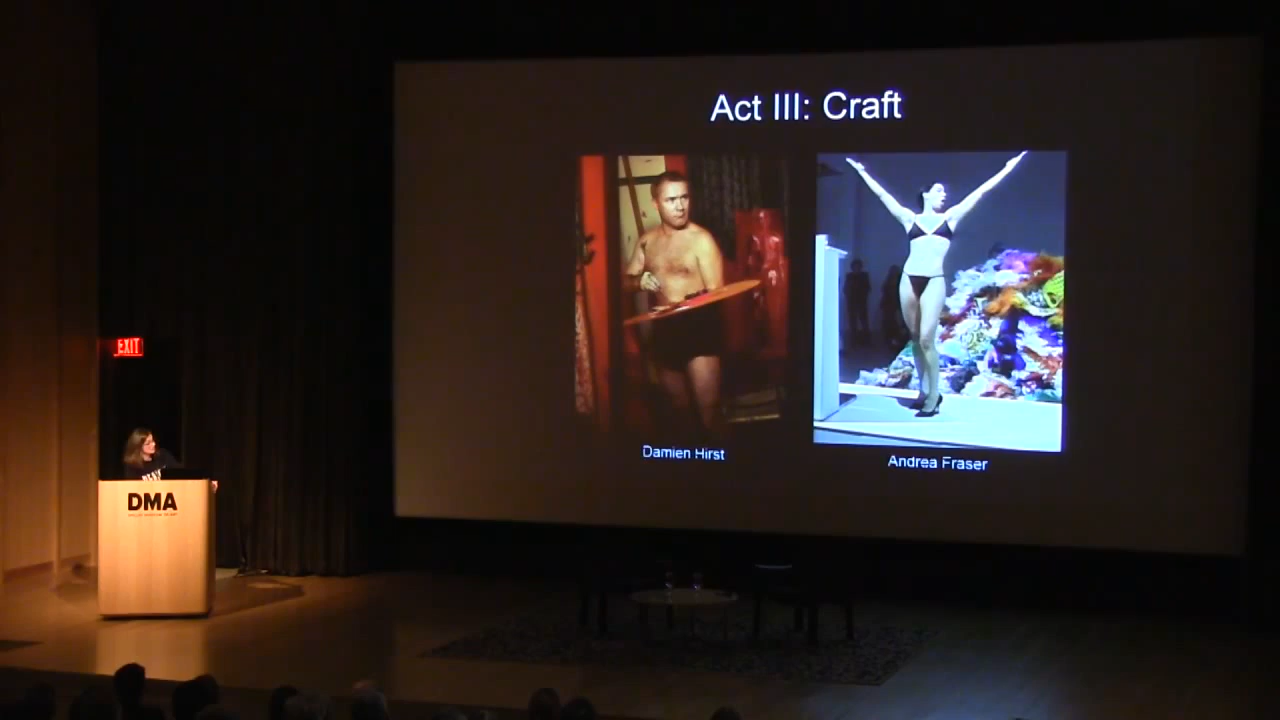 Act III: Craft
EXIT
Damien Hirst
Andrea Fraser
DMA